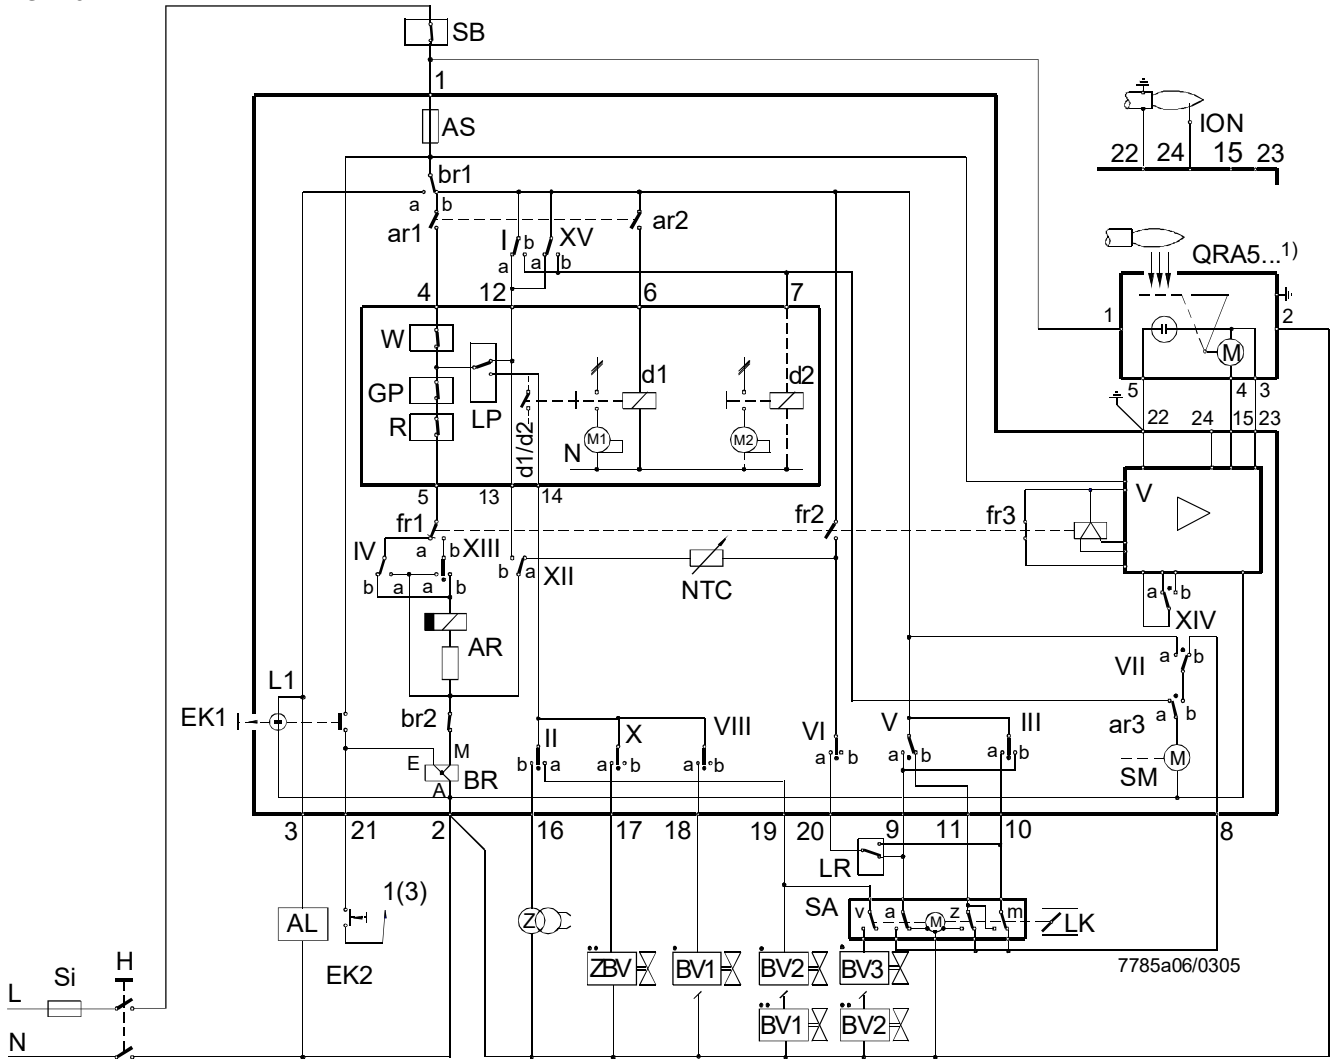 SB
1
AS
ION
22 24 15 23
br1
a b
ar1
ar2
I b XV
a a b
QRA5...1)
4 12 6 7
1 2
W
M
GP
LP
d1
d2
5 4 3
R
d1/d2
N
M1
M2
22 24 15 23
5 13 14
V
fr1
fr2
fr3
a b
IV XIII
b a XII
b a a b
NTC
a b
XIV
AR
VII a b
L1
EK1
br2
ar3
a b
II X VIII
VI V III
E M
b a a b a b
a b a b a b
SM M
A BR
3 21 2 16 17 18 19 20 9 11 10 8
LR
1(3)
SA v a M z m LK
AL
Z
EK2
ZBV BV1 BV2 BV3
7785a06/0305
H
Si
L
BV1 BV2
N